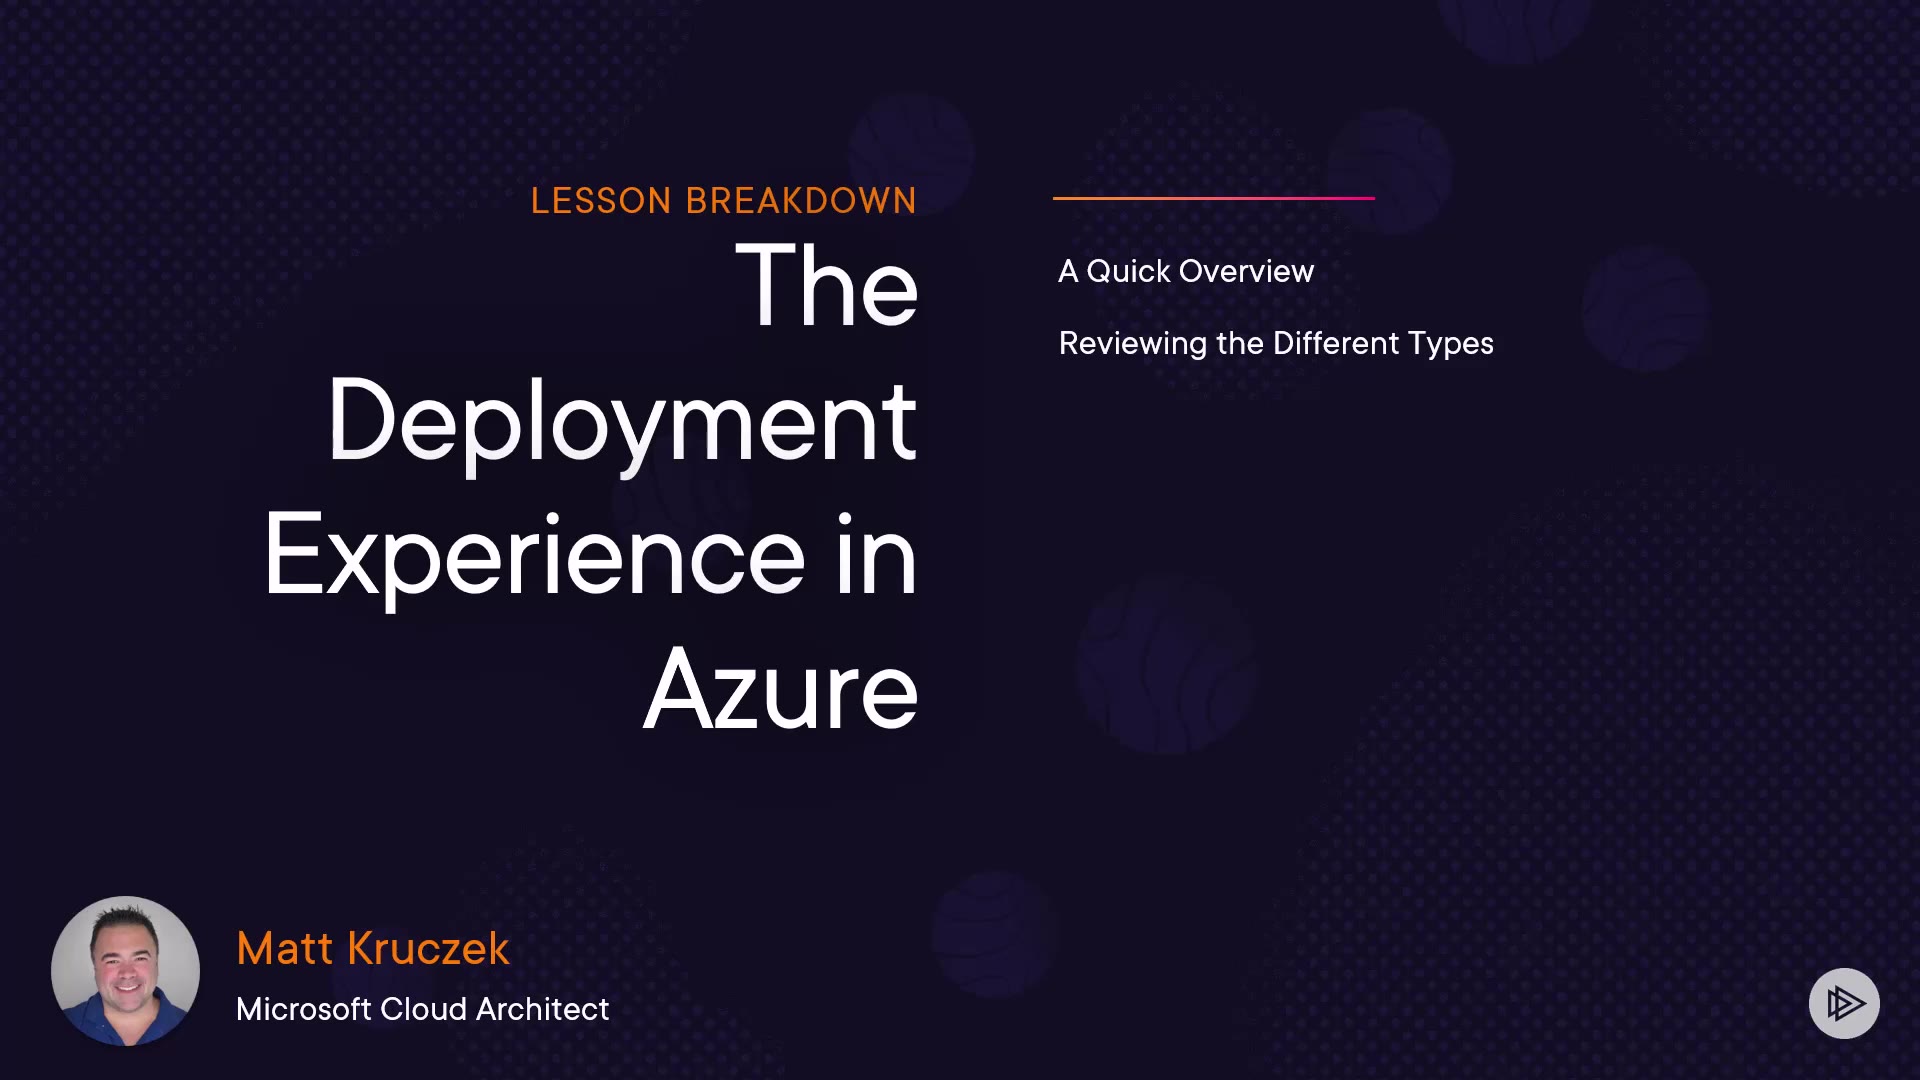 LESSON BREAKDOWN
The
Deployment
Experience in
Azure
A Quick Overview
Reviewing the Different Types
Matt Kruczek
Microsoft Cloud Architect